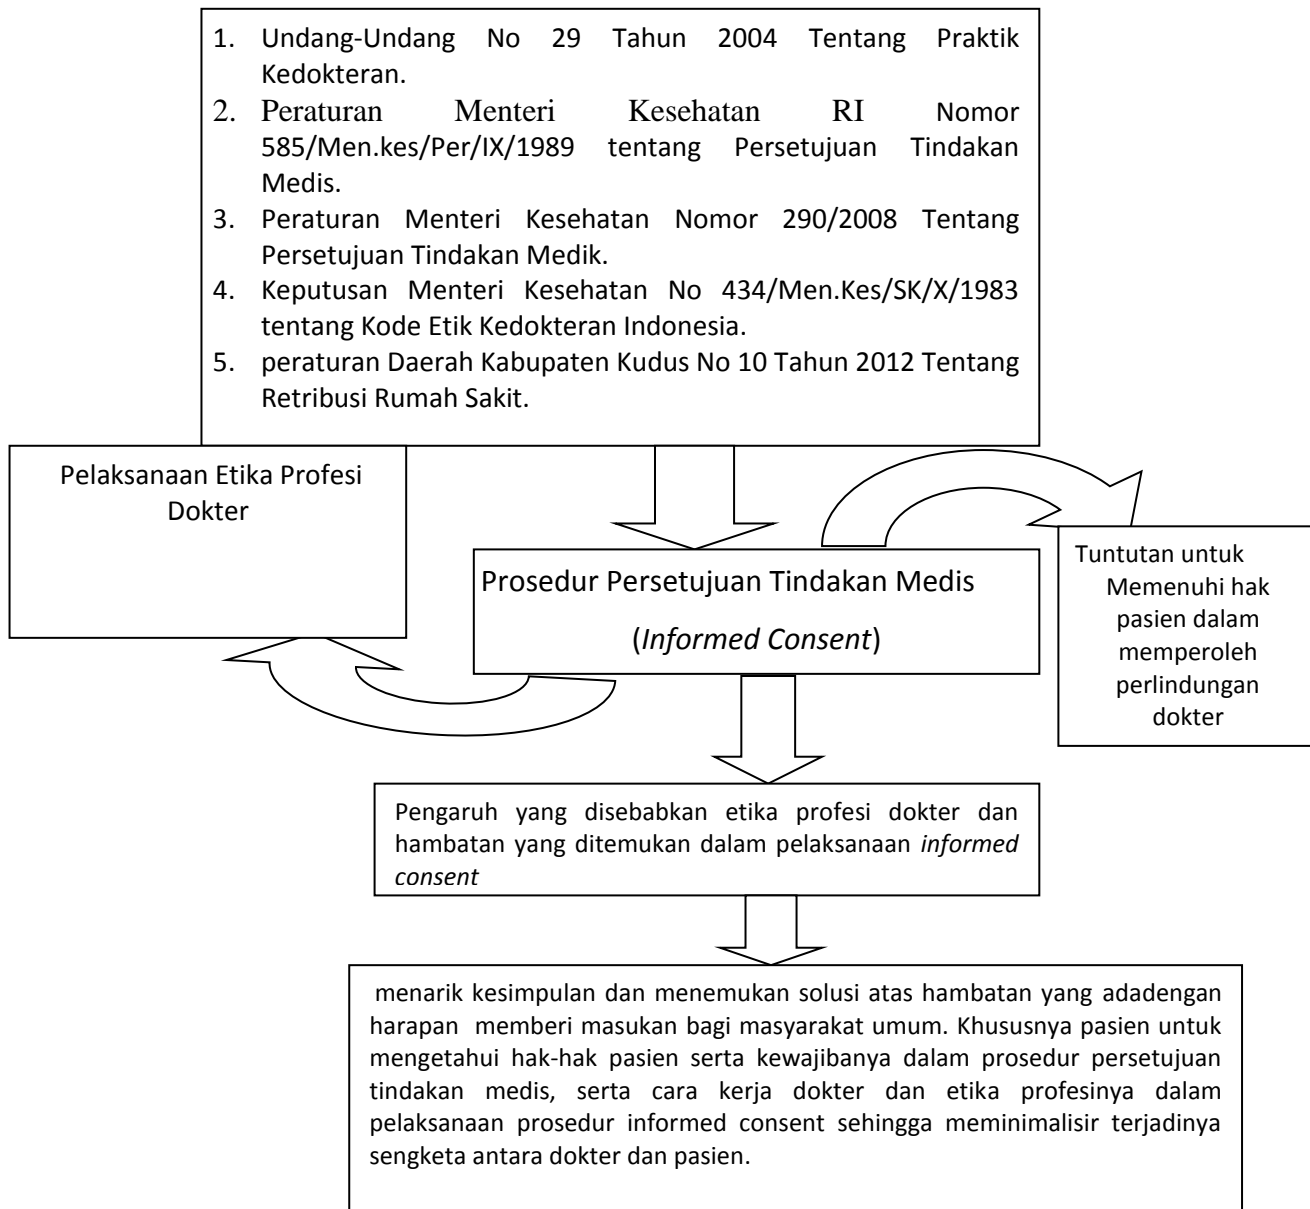 1. Undang-Undang No 29 Tahun 2004 Tentang Praktik
Kedokteran.
2. Peraturan Menteri Kesehatan RI Nomor
585/Men.kes/Per/IX/1989 tentang Persetujuan Tindakan
Medis.
3. Peraturan Menteri Kesehatan Nomor 290/2008 Tentang
Persetujuan Tindakan Medik.
4. Keputusan Menteri Kesehatan No 434/Men.Kes/SK/X/1983
tentang Kode Etik Kedokteran Indonesia.
5. peraturan Daerah Kabupaten Kudus No 10 Tahun 2012 Tentang
Retribusi Rumah Sakit.
Pelaksanaan Etika Profesi
Dokter
Prosedur Persetujuan Tindakan Medis
(Informed Consent)
Tuntutan untuk
Memenuhi hak
pasien dalam
memperoleh
perlindungan
dokter
Pengaruh yang disebabkan etika profesi dokter dan
hambatan yang ditemukan dalam pelaksanaan informed
consent
menarik kesimpulan dan menemukan solusi atas hambatan yang adadengan
harapan memberi masukan bagi masyarakat umum. Khususnya pasien untuk
mengetahui hak-hak pasien serta kewajibanya dalam prosedur persetujuan
tindakan medis, serta cara kerja dokter dan etika profesinya dalam
pelaksanaan prosedur informed consent sehingga meminimalisir terjadinya
sengketa antara dokter dan pasien.